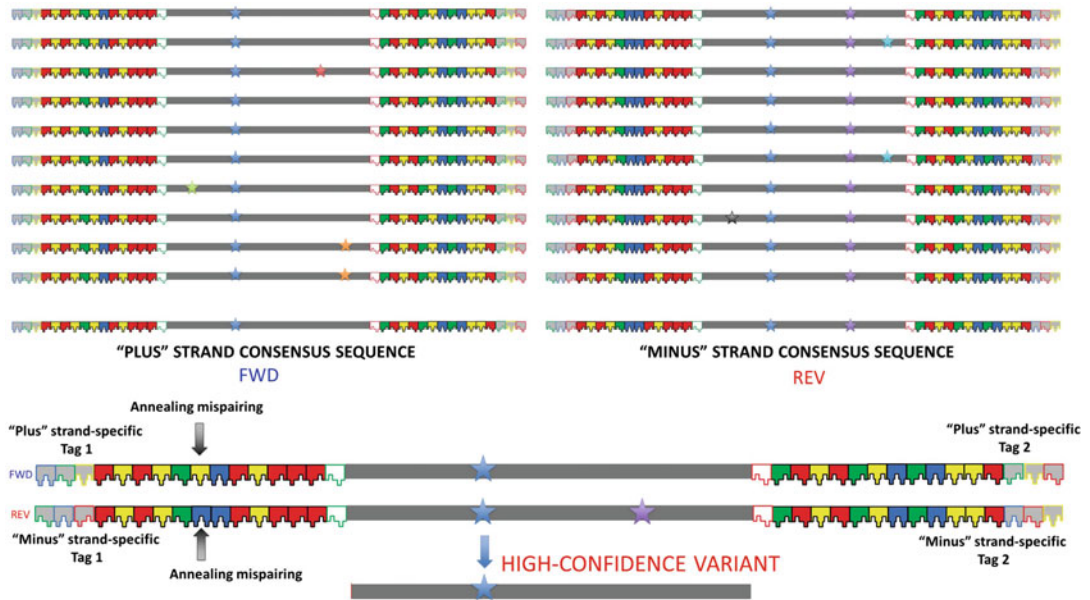 “PLUS” STRAND CONSENSUS SEQUENCE
FWD
“MINUS” STRAND CONSENSUS SEQUENCE
REV
Annealing mispairing
“Plus” strand-specific
Tag 1
“Plus” strand-specific
Tag 2
FWD
REV
“Minus” strand-specific
Tag 1
Annealing mispairing
“Minus” strand-specific
Tag 2
HIGH-CONFIDENCE VARIANT